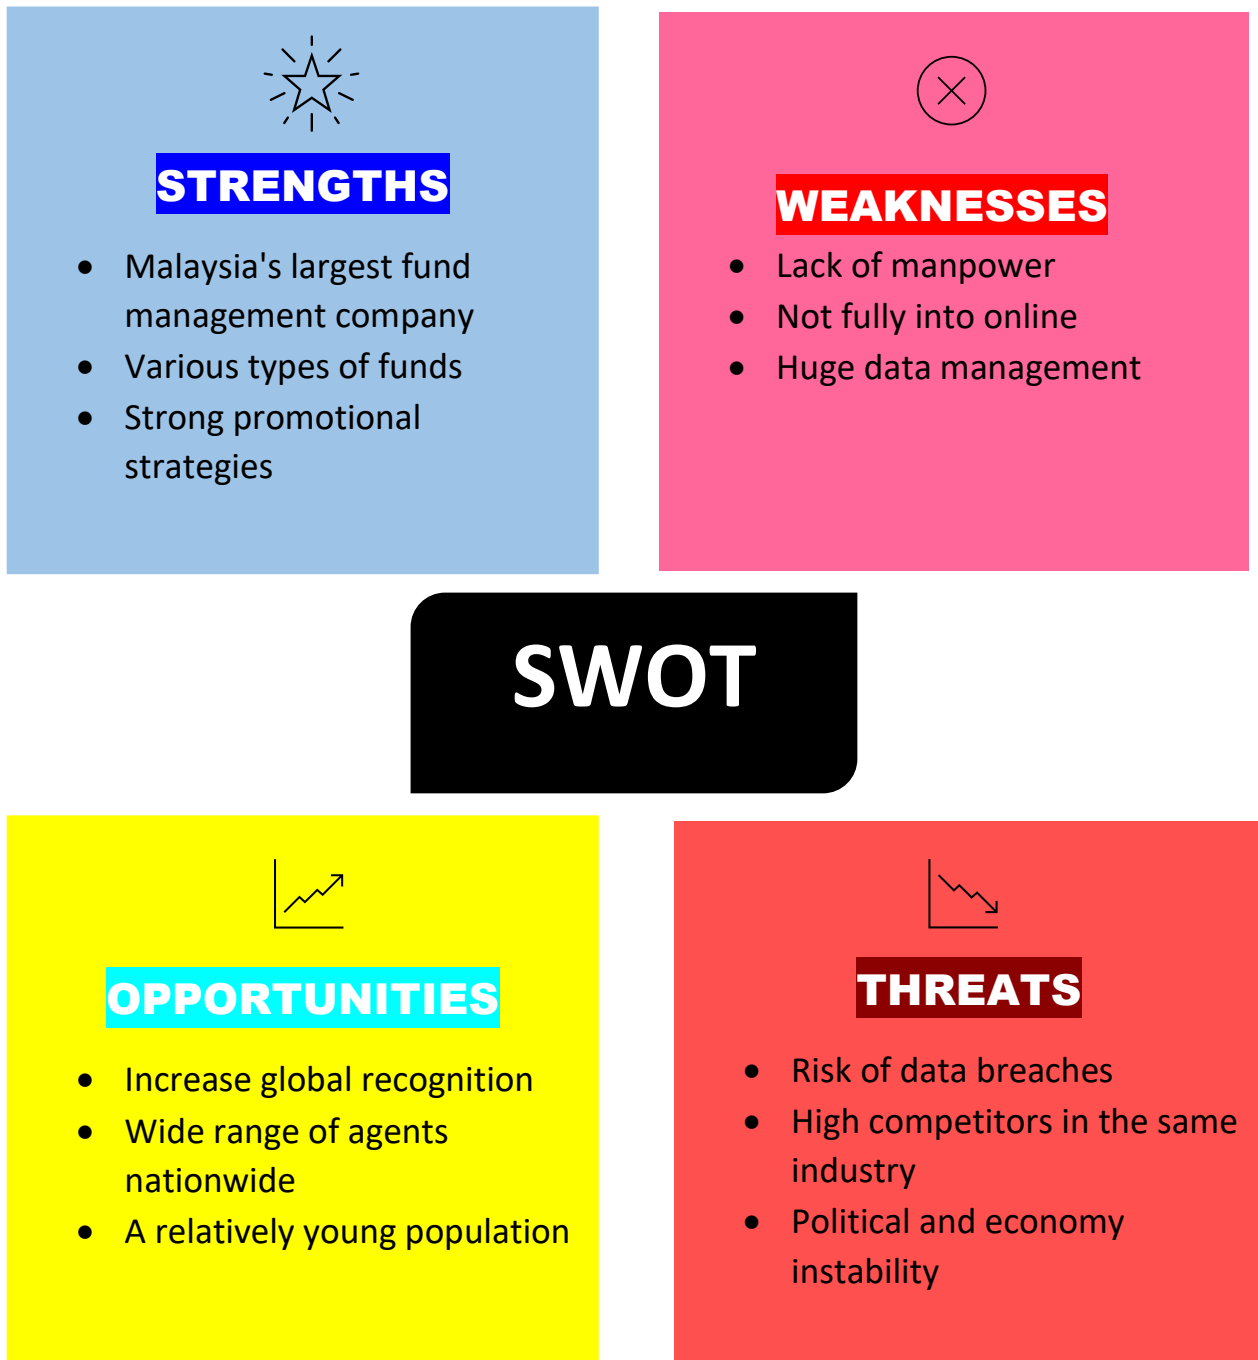 STRENGTHS
• Malaysia's largest fund
management company
• Various types of funds
• Strong promotional
strategies
WEAKNESSES
• Lack of manpower
• Not fully into online
• Huge data management
SWOT
OPPORTUNITIES
• Increase global recognition
• Wide range of agents
nationwide
• A relatively young population
THREATS
• Risk of data breaches
• High competitors in the same
industry
• Political and economy
instability